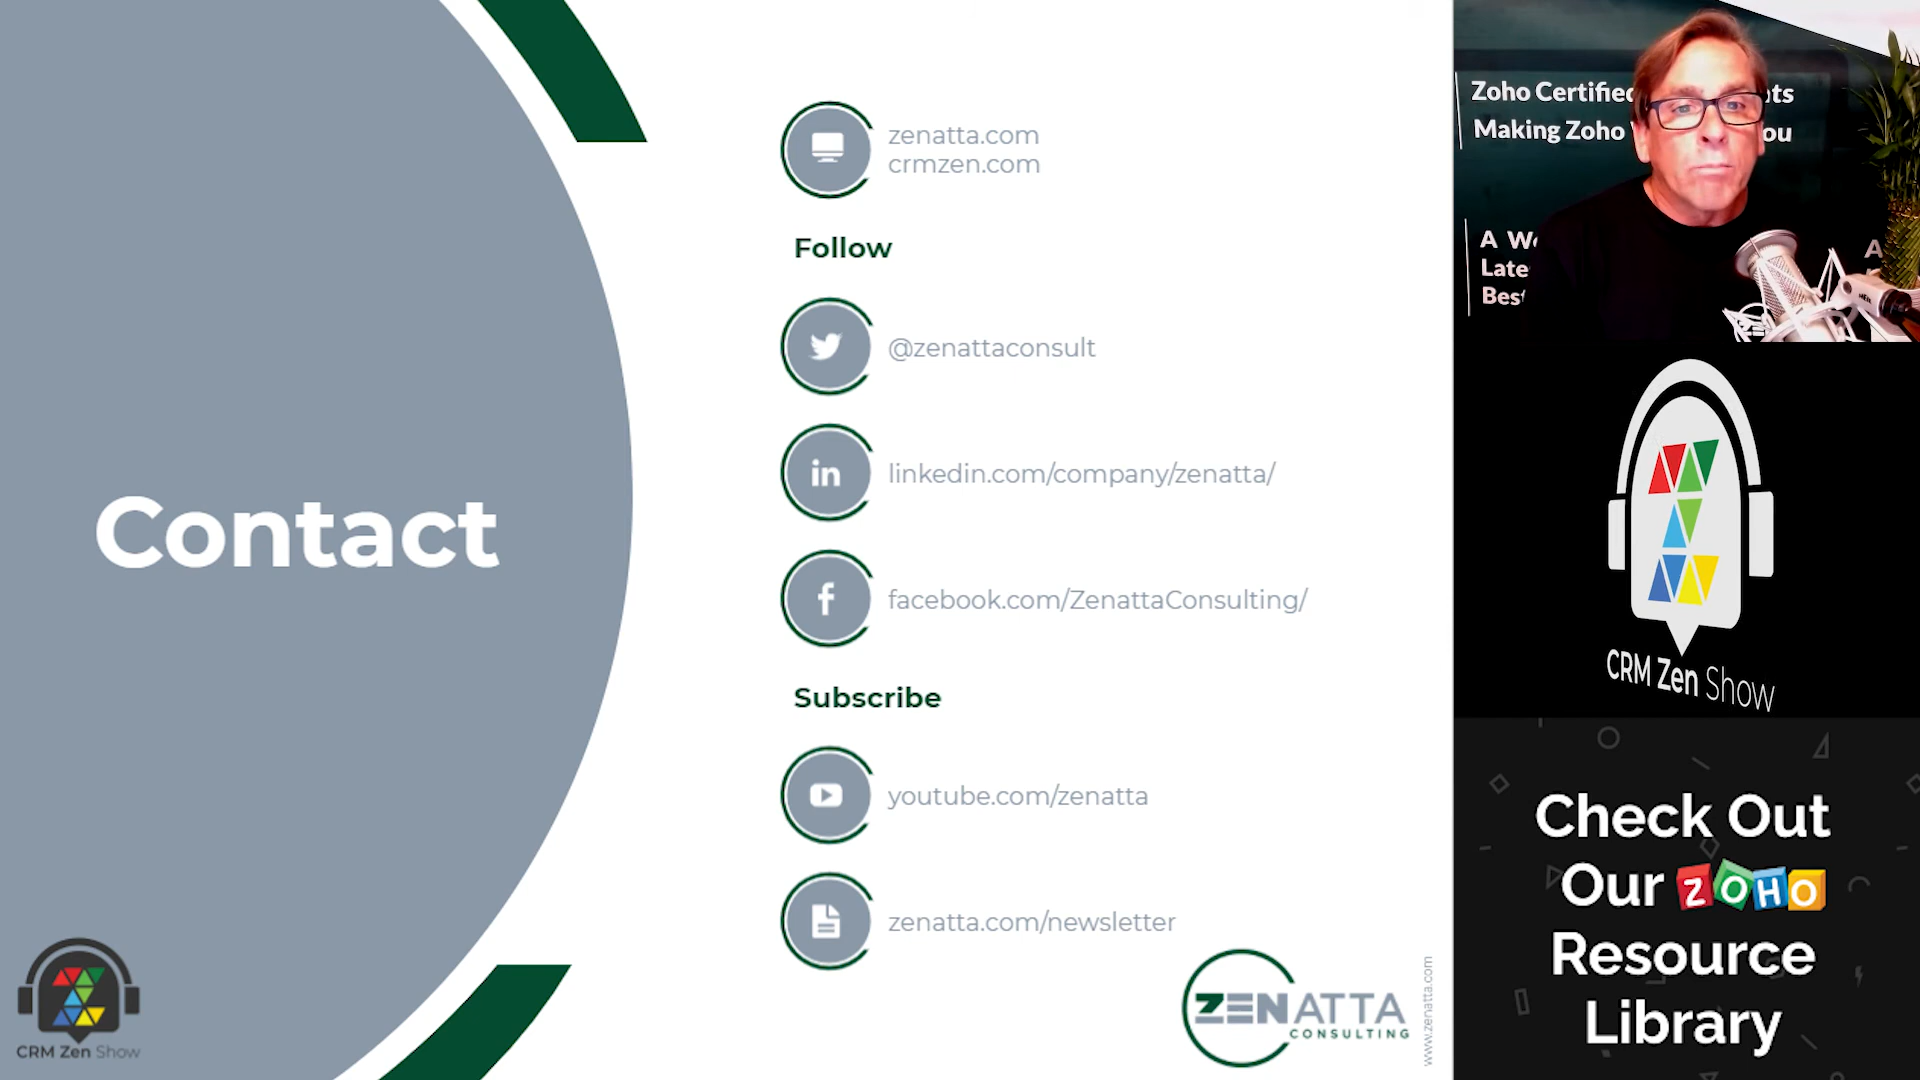 Contact
zenatta.com
crmzen.com
Follow
@zenattaconsult
linkedin.com/company/zenatta/
facebook.com/ZenattaConsulting/
Subscribe
youtube.com/zenatta
zenatta.com/newsletter
ZENATTA
CONSULTING
www.zenatta.com
CRM Zen Show
Zoho Certified
Making Zoho
A
Best
CRM Zen Show
Check Out
Our ZOHO
Resource
Library